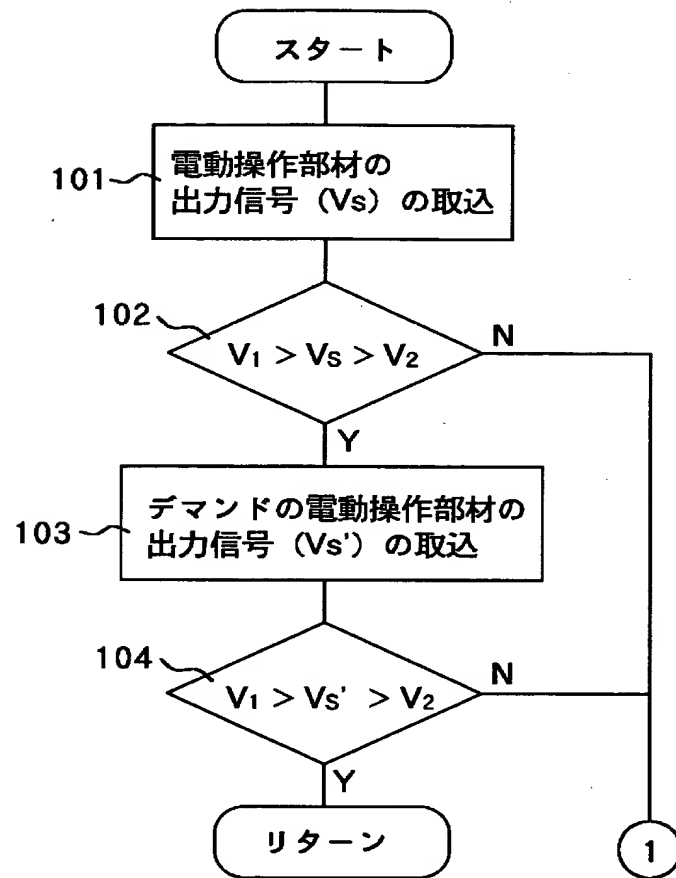 スタート
101
電動操作部材の
出力信号（Vs）の取込
102
V1 > VS > V2
N
Y
103
デマンドの電動操作部材の
出力信号（Vs'）の取込
104
V1 > VS' > V2
N
Y
リターン
1